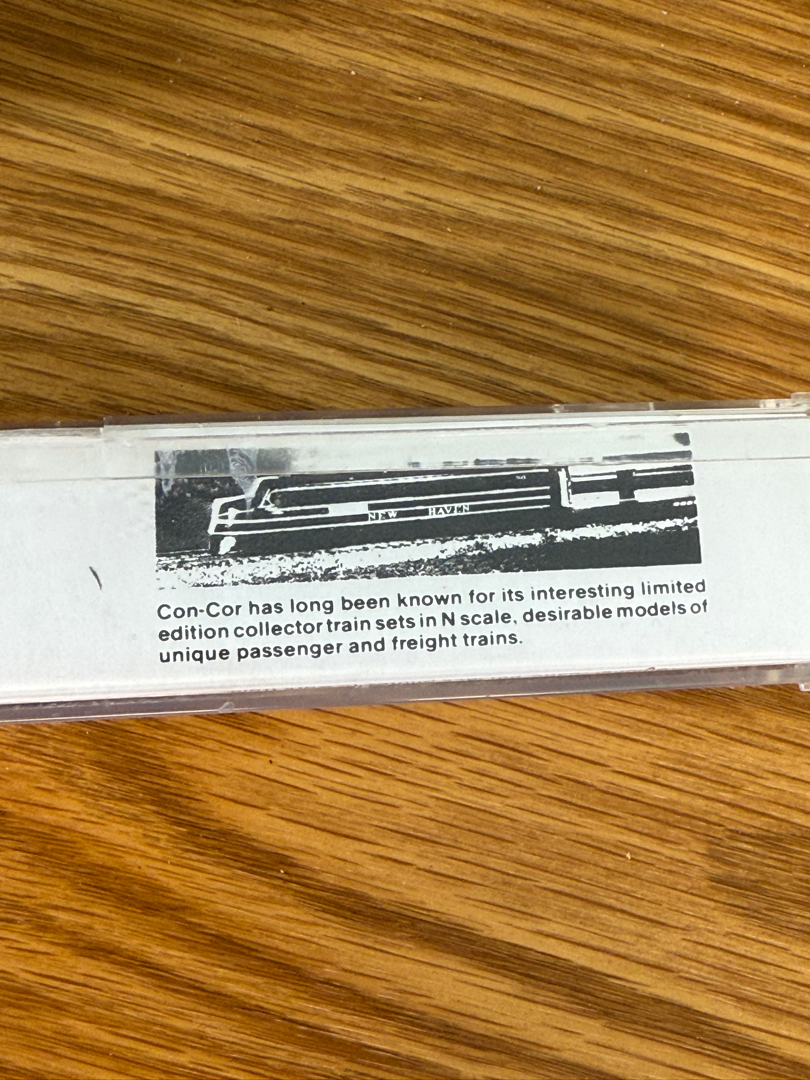 NEW HAVEN
Con-Cor has long been known for its interesting limited
edition collector train sets in N scale, desirable models of
unique passenger and freight trains.